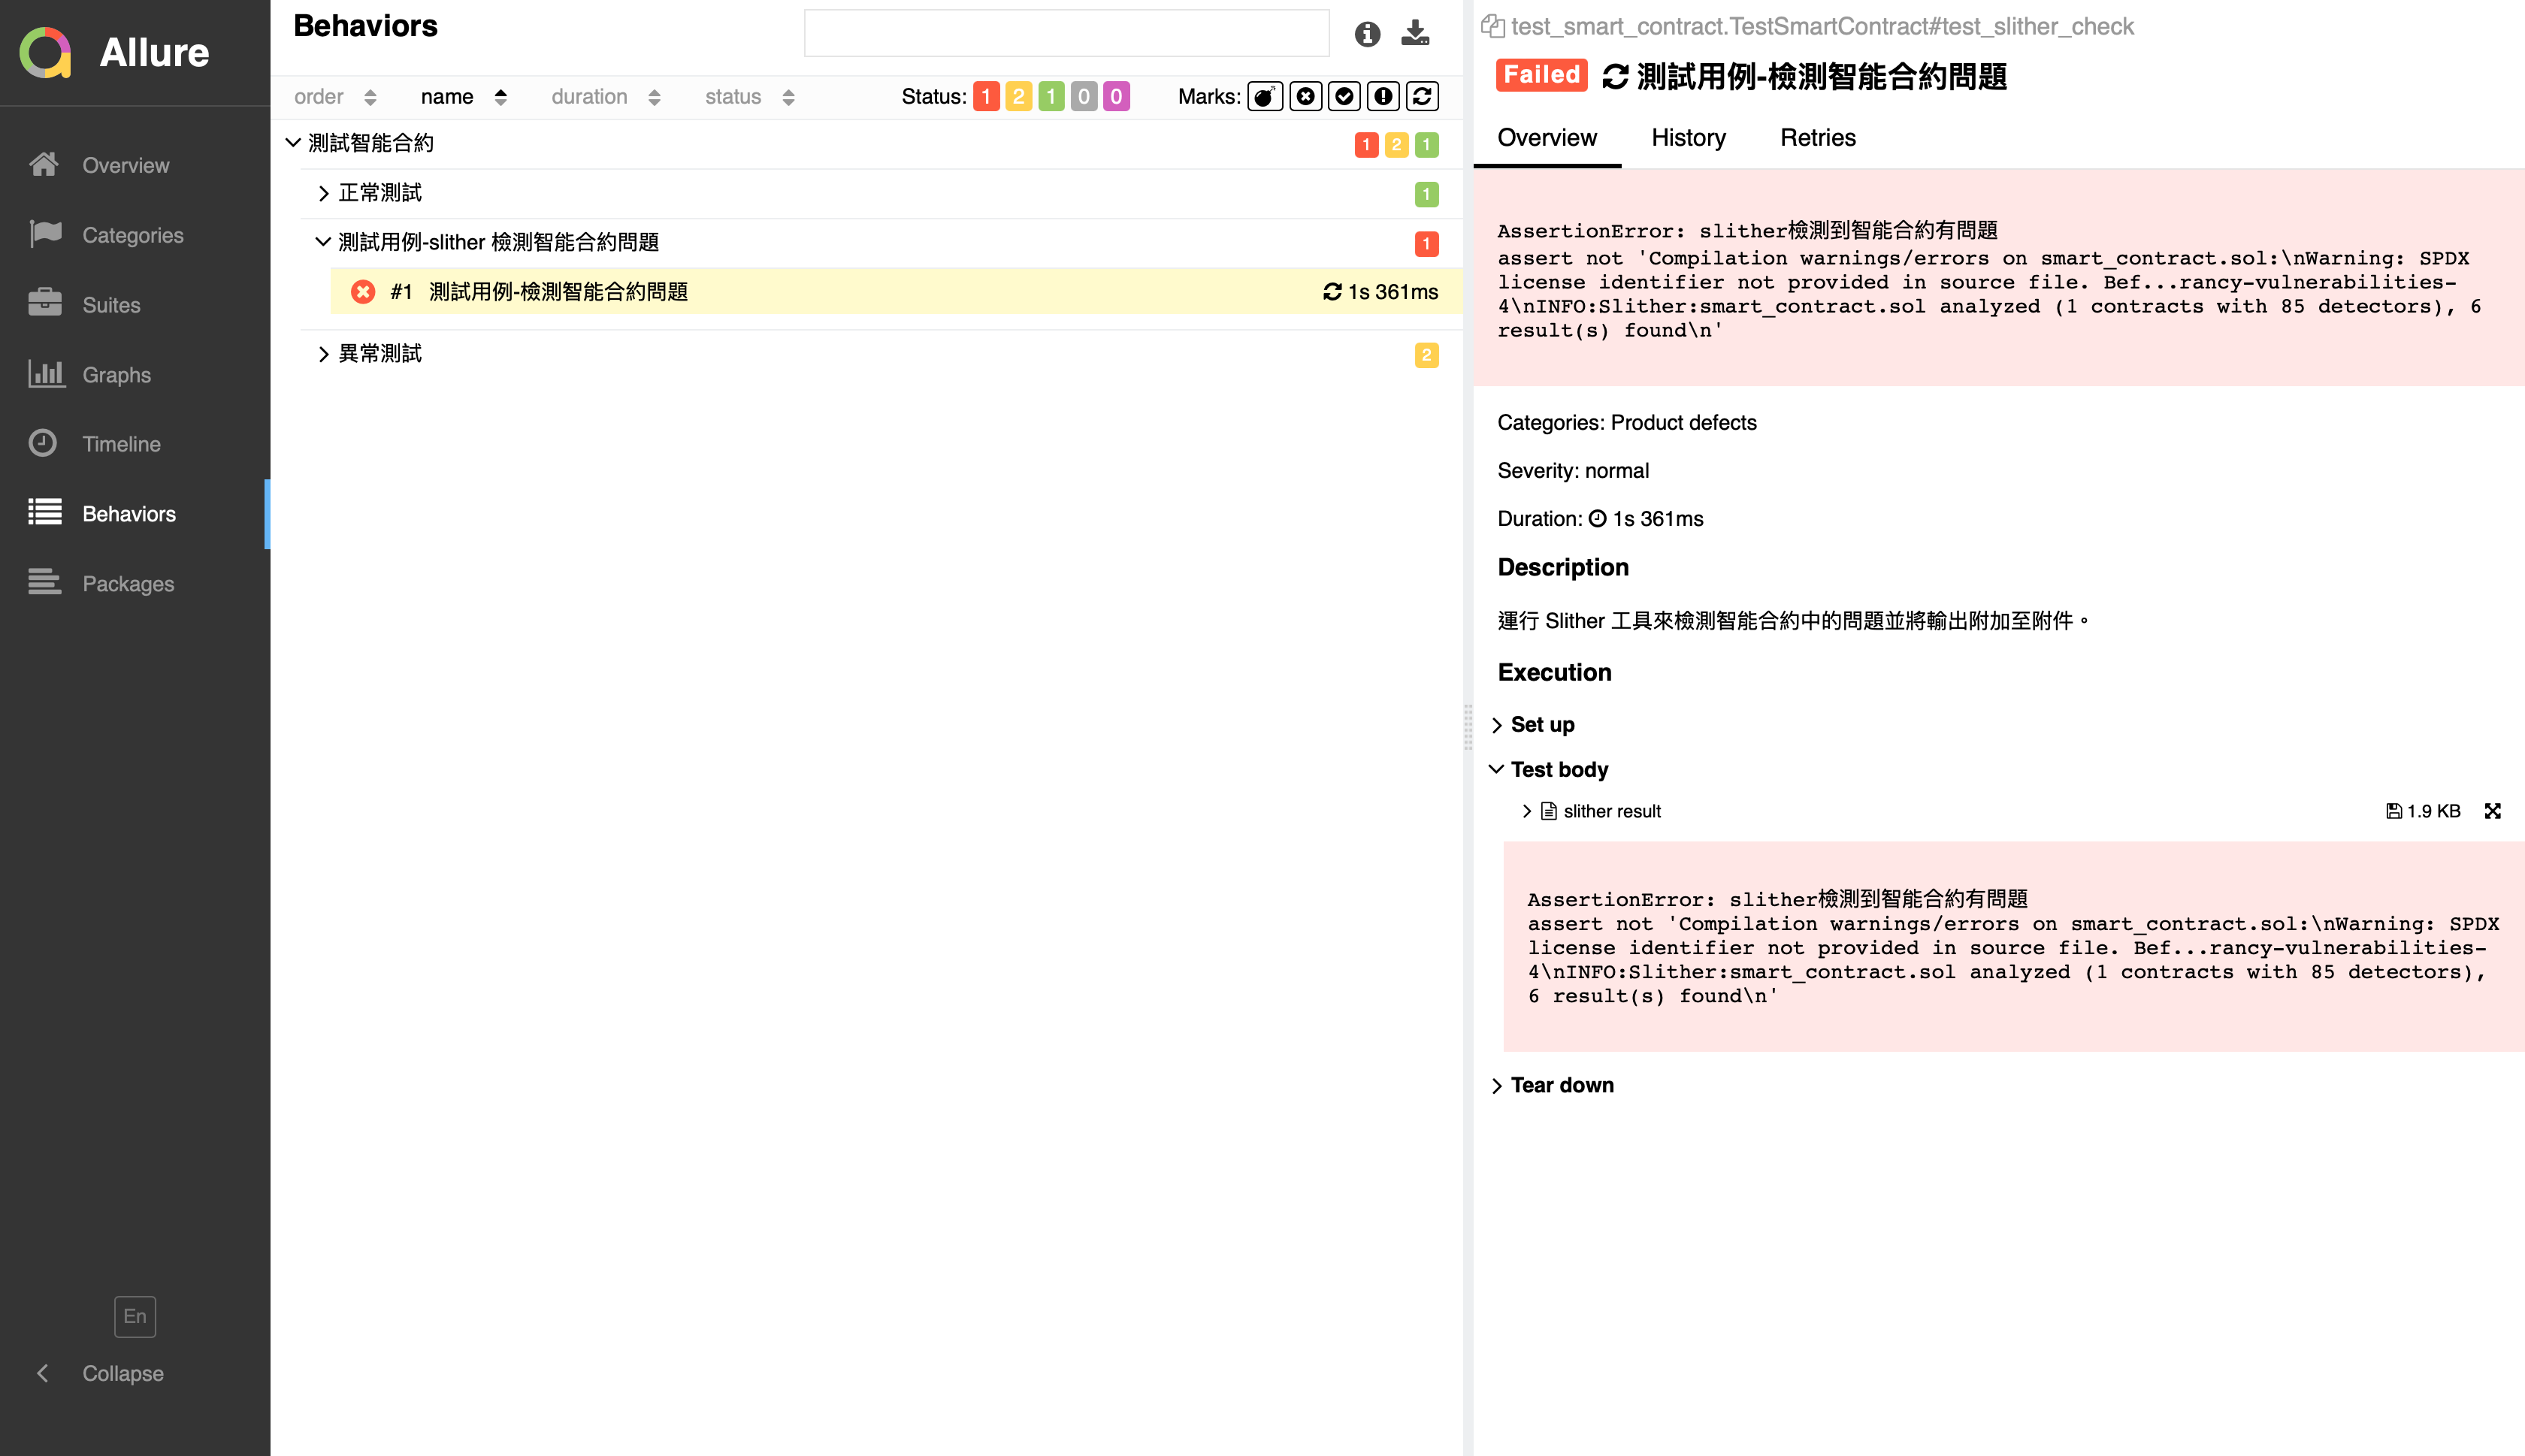 Allure
Overview
Categories
Suites
Graphs
Timeline
Behaviors
Packages
En
Collapse
Behaviors
order name duration status Status: 1 2 1 0 0 Marks:
測試智能合約 1 2 1
正常測試 1
測試用例-slither 檢測智能合約問題 1
#1 測試用例-檢測智能合約問題 1s 361ms
異常測試 2
test_smart_contract.TestSmartContract#test_slither_check
Failed 測試用例-檢測智能合約問題
Overview History Retries
AssertionError: slither檢測到智能合約有問題
assert not 'Compilation warnings/errors on smart_contract.sol:\nWarning: SPDX
license identifier not provided in source file. Bef...rancy-vulnerabilities-
4\nINFO:Slither:smart_contract.sol analyzed (1 contracts with 85 detectors), 6
result(s) found\n'
Categories: Product defects
Severity: normal
Duration: 1s 361ms
Description
運行 Slither 工具來檢測智能合約中的問題並將輸出附加至附件。
Execution
Set up
Test body
slither result 1.9 KB
AssertionError: slither檢測到智能合約有問題
assert not 'Compilation warnings/errors on smart_contract.sol:\nWarning: SPDX
license identifier not provided in source file. Bef...rancy-vulnerabilities-
4\nINFO:Slither:smart_contract.sol analyzed (1 contracts with 85 detectors),
6 result(s) found\n'
Tear down